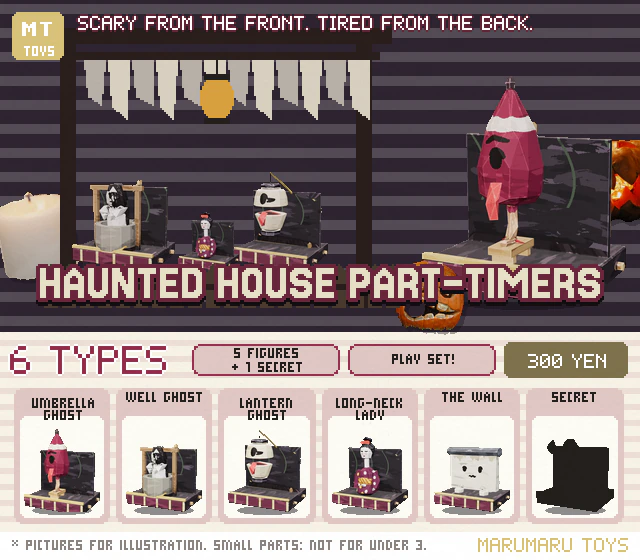 MT
TOYS
SCARY FROM THE FRONT. TIRED FROM THE BACK.
HAUNTED HOUSE PART-TIMERS
6 TYPES
5 FIGURES
+ 1 SECRET
PLAY SET!
300 YEN
UMBRELLA
GHOST
WELL GHOST
LANTERN
GHOST
LONG-NECK
LADY
THE WALL
SECRET
* PICTURES FOR ILLUSTRATION. SMALL PARTS: NOT FOR UNDER 3.
MARUMARU TOYS